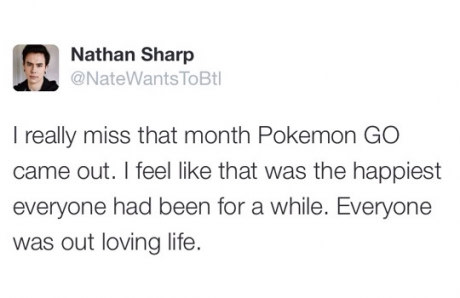 Nathan Sharp
@NateWantsToBtl
I really miss that month Pokemon GO
came out. I feel like that was the happiest
everyone had been for a while. Everyone
was out loving life.